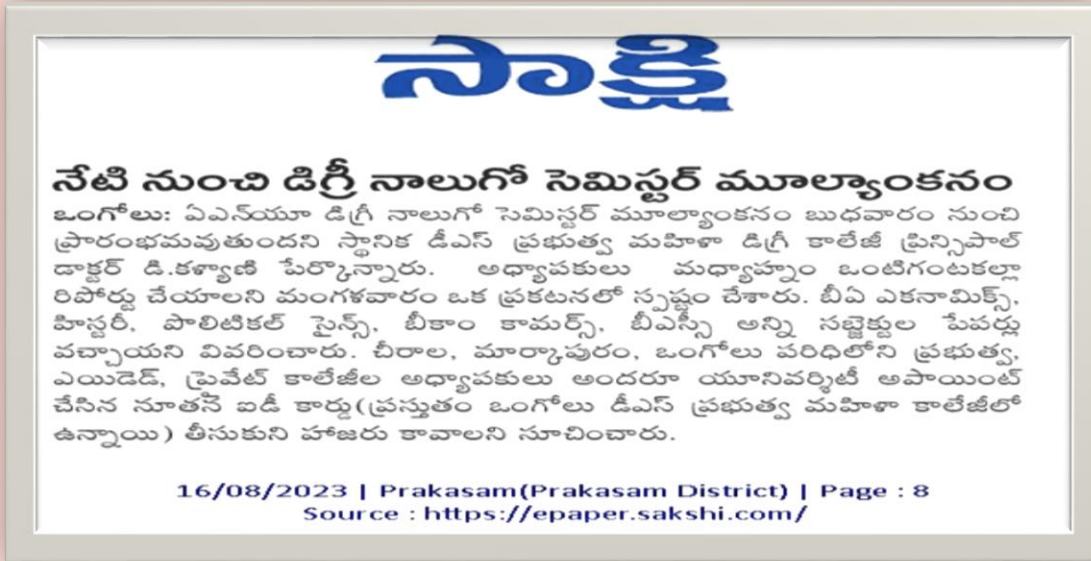 సాక్షి
నేటి నుంచి డిగ్రీ నాలుగో సెమిస్టర్ మూల్యాంకనం
ఒంగోలు: ఏఎన్‌యూ డిగ్రీ నాలుగో సెమిస్టర్ మూల్యాంకనం బుధవారం నుంచి
ప్రారంభమవుతుందని స్థానిక డీఎస్ ప్రభుత్వ మహిళా డిగ్రీ కాలేజీ ప్రిన్సిపాల్
డాక్టర్ డి.కళ్యాణి పేర్కొన్నారు. అధ్యాపకులు మధ్యాహ్నం ఒంటిగంటకల్లా
రిపోర్టు చేయాలని మంగళవారం ఒక ప్రకటనలో స్పష్టం చేశారు. బీఏ ఎకనామిక్స్,
హిస్టరీ, పొలిటికల్ సైన్స్, బీకాం కామర్స్, బీఎస్సీ అన్ని సబ్జెక్టుల పేపర్లు
వచ్చాయని వివరించారు. చీరాల, మార్కాపురం, ఒంగోలు పరిధిలోని ప్రభుత్వ,
ఎయిడెడ్, ప్రైవేట్ కాలేజీల అధ్యాపకులు అందరూ యూనివర్శిటీ అపాయింట్
చేసిన నూతన ఐడీ కార్డు(ప్రస్తుతం ఒంగోలు డీఎస్ ప్రభుత్వ మహిళా కాలేజీలో
ఉన్నాయి) తీసుకుని హాజరు కావాలని సూచించారు.
16/08/2023 | Prakasam(Prakasam District) | Page : 8
Source : https://epaper.sakshi.com/